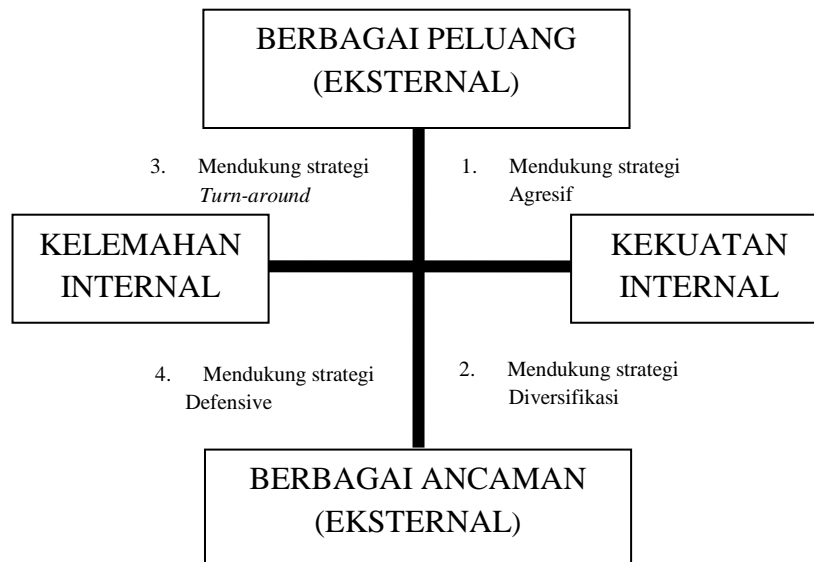 BERBAGAI PELUANG
(EKSTERNAL)
3. Mendukung strategi
Turn-around
1. Mendukung strategi
Agresif
KELEMAHAN
INTERNAL
KEKUATAN
INTERNAL
4. Mendukung strategi
Defensive
2. Mendukung strategi
Diversifikasi
BERBAGAI ANCAMAN
(EKSTERNAL)